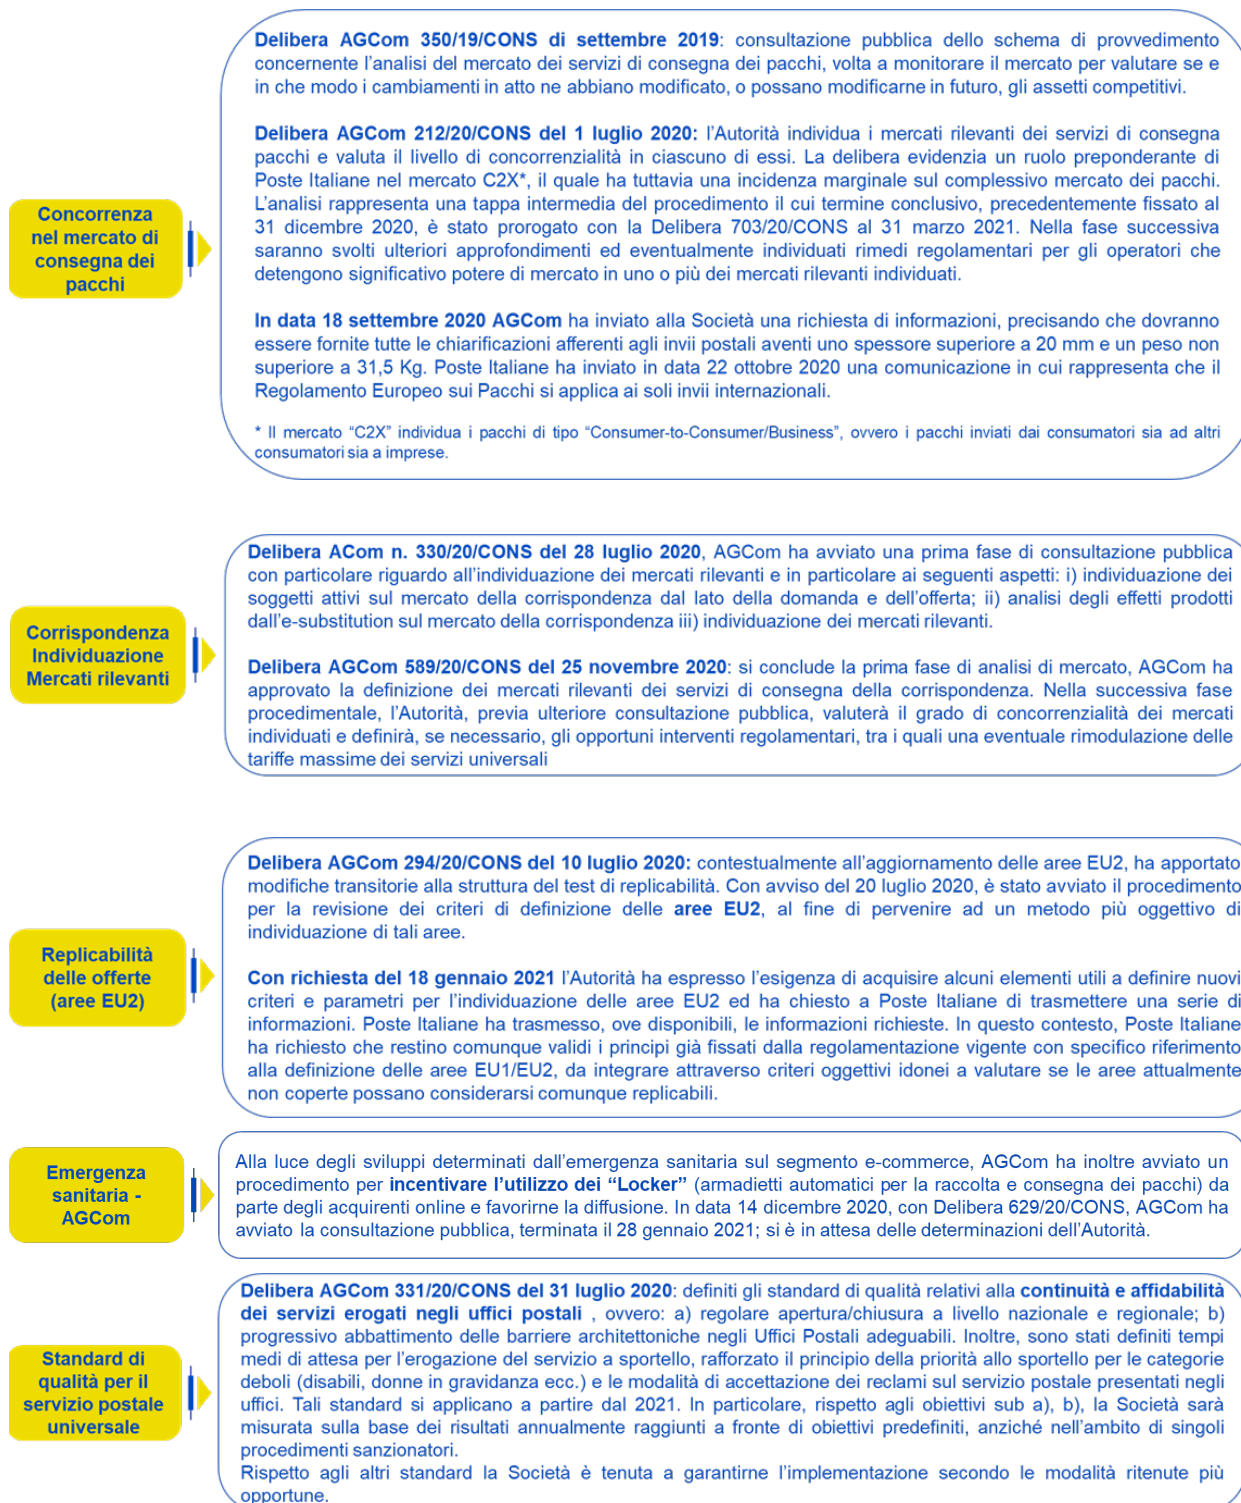 Delibera AGCom 350/19/CONS di settembre 2019: consultazione pubblica dello schema di provvedimento
concernente l'analisi del mercato dei servizi di consegna dei pacchi, volta a monitorare il mercato per valutare se e
in che modo i cambiamenti in atto ne abbiano modificato, o possano modificarne in futuro, gli assetti competitivi.
Delibera AGCom 212/20/CONS del 1 luglio 2020: l'Autorità individua i mercati rilevanti dei servizi di consegna
pacchi e valuta il livello di concorrenzialità in ciascuno di essi. La delibera evidenzia un ruolo preponderante di
Poste Italiane nel mercato C2X*, il quale ha tuttavia una incidenza marginale sul complessivo mercato dei pacchi.
L'analisi rappresenta una tappa intermedia del procedimento il cui termine conclusivo, precedentemente fissato al
31 dicembre 2020, è stato prorogato con la Delibera 703/20/CONS al 31 marzo 2021. Nella fase successiva
saranno svolti ulteriori approfondimenti ed eventualmente individuati rimedi regolamentari per gli operatori che
detengono significativo potere di mercato in uno o più dei mercati rilevanti individuati.
In data 18 settembre 2020 AGCom ha inviato alla Società una richiesta di informazioni, precisando che dovranno
essere fornite tutte le chiarificazioni afferenti agli invii postali aventi uno spessore superiore a 20 mm e un peso non
superiore a 31,5 Kg. Poste Italiane ha inviato in data 22 ottobre 2020 una comunicazione in cui rappresenta che il
Regolamento Europeo sui Pacchi si applica ai soli invii internazionali.
* Il mercato "C2X" individua i pacchi di tipo "Consumer-to-Consumer/Business", ovvero i pacchi inviati dai consumatori sia ad altri
consumatori sia a imprese.
Concorrenza
nel mercato di
consegna dei
pacchi
Delibera ACom n. 330/20/CONS del 28 luglio 2020, AGCom ha avviato una prima fase di consultazione pubblica
con particolare riguardo all'individuazione dei mercati rilevanti e in particolare ai seguenti aspetti: i) individuazione dei
soggetti attivi sul mercato della corrispondenza dal lato della domanda e dell'offerta; ii) analisi degli effetti prodotti
dall'e-substitution sul mercato della corrispondenza iii) individuazione dei mercati rilevanti.
Delibera AGCom 589/20/CONS del 25 novembre 2020: si conclude la prima fase di analisi di mercato, AGCom ha
approvato la definizione dei mercati rilevanti dei servizi di consegna della corrispondenza. Nella successiva fase
procedimentale, l'Autorità, previa ulteriore consultazione pubblica, valuterà il grado di concorrenzialità dei mercati
individuati e definirà, se necessario, gli opportuni interventi regolamentari, tra i quali una eventuale rimodulazione delle
tariffe massime dei servizi universali
Corrispondenza
Individuazione
Mercati rilevanti
Delibera AGCom 294/20/CONS del 10 luglio 2020: contestualmente all'aggiornamento delle aree EU2, ha apportato
modifiche transitorie alla struttura del test di replicabilità. Con avviso del 20 luglio 2020, è stato avviato il procedimento
per la revisione dei criteri di definizione delle aree EU2, al fine di pervenire ad un metodo più oggettivo di
individuazione di tali aree.
Con richiesta del 18 gennaio 2021 l'Autorità ha espresso l'esigenza di acquisire alcuni elementi utili a definire nuovi
criteri e parametri per l'individuazione delle aree EU2 ed ha chiesto a Poste Italiane di trasmettere una serie di
informazioni. Poste Italiane ha trasmesso, ove disponibili, le informazioni richieste. In questo contesto, Poste Italiane
ha richiesto che restino comunque validi i principi già fissati dalla regolamentazione vigente con specifico riferimento
alla definizione delle aree EU1/EU2, da integrare attraverso criteri oggettivi idonei a valutare se le aree attualmente
non coperte possano considerarsi comunque replicabili.
Replicabilità
delle offerte
(aree EU2)
Alla luce degli sviluppi determinati dall'emergenza sanitaria sul segmento e-commerce, AGCom ha inoltre avviato un
procedimento per incentivare l'utilizzo dei "Locker" (armadietti automatici per la raccolta e consegna dei pacchi) da
parte degli acquirenti online e favorirne la diffusione. In data 14 dicembre 2020, con Delibera 629/20/CONS, AGCom ha
avviato la consultazione pubblica, terminata il 28 gennaio 2021; si è in attesa delle determinazioni dell'Autorità.
Emergenza
sanitaria -
AGCom
Delibera AGCom 331/20/CONS del 31 luglio 2020: definiti gli standard di qualità relativi alla continuità e affidabilità
dei servizi erogati negli uffici postali , ovvero: a) regolare apertura/chiusura a livello nazionale e regionale; b)
progressivo abbattimento delle barriere architettoniche negli Uffici Postali adeguabili. Inoltre, sono stati definiti tempi
medi di attesa per l'erogazione del servizio a sportello, rafforzato il principio della priorità allo sportello per le categorie
deboli (disabili, donne in gravidanza ecc.) e le modalità di accettazione dei reclami sul servizio postale presentati negli
uffici. Tali standard si applicano a partire dal 2021. In particolare, rispetto agli obiettivi sub a), b), la Società sarà
misurata sulla base dei risultati annualmente raggiunti a fronte di obiettivi predefiniti, anziché nell'ambito di singoli
procedimenti sanzionatori.
Rispetto agli altri standard la Società è tenuta a garantirne l'implementazione secondo le modalità ritenute più
opportune.
Standard di
qualità per il
servizio postale
universale